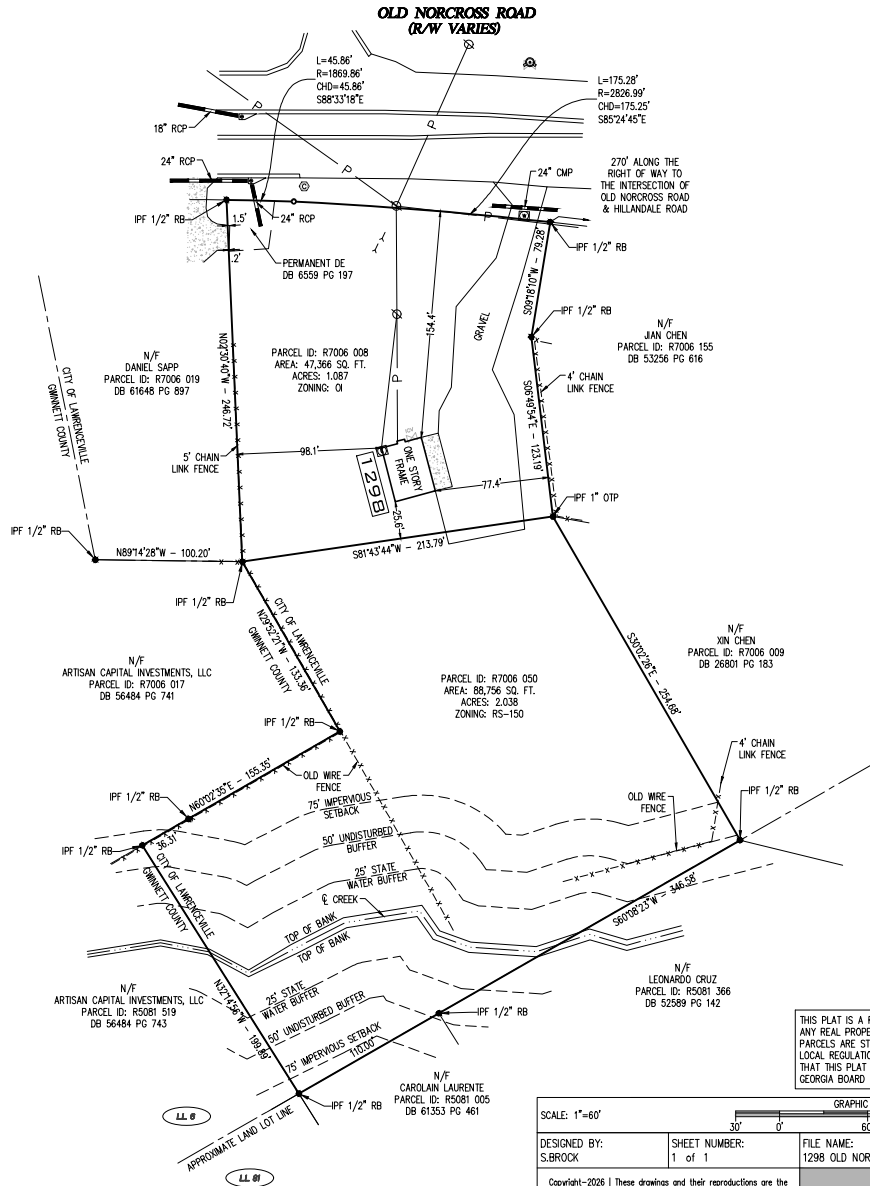 OLD NORCROSS ROAD
(R/W VARIES)
L=45.86'
R=1869.86'
CHD=45.86'
S88°33'18"E
L=175.28'
R=2826.99'
CHD=175.25'
S85°24'45"E
P
P
P
P
P
18" RCP
24" RCP
24" RCP
24" CMP
270' ALONG THE
RIGHT OF WAY TO
THE INTERSECTION OF
OLD NORCROSS ROAD
& HILLANDALE ROAD
IPF 1/2" RB
1.5'
.2'
PERMANENT DE
DB 6559 PG 197
IPF 1/2" RB
S09°18'10"W - 79.28'
IPF 1/2" RB
154.4'
GRAVEL
N/F
DANIEL SAPP
PARCEL ID: R7006 019
DB 61648 PG 897
CITY OF LAWRENCEVILLE
GWINNETT COUNTY
N02°30'40"W - 246.72'
PARCEL ID: R7006 008
AREA: 47,366 SQ. FT.
ACRES: 1.087
ZONING: OI
N/F
JIAN CHEN
PARCEL ID: R7006 155
DB 53256 PG 616
4' CHAIN
LINK FENCE
S06°49'54"E - 123.19'
5' CHAIN
LINK FENCE
98.1'
ONE STORY
FRAME
1298
77.4'
25.6'
IPF 1" OTP
IPF 1/2" RB
N89°14'28"W - 100.20'
S81°43'44"W - 213.79'
IPF 1/2" RB
CITY OF LAWRENCEVILLE
N29°52'21"W - 133.36'
GWINNETT COUNTY
N/F
ARTISAN CAPITAL INVESTMENTS, LLC
PARCEL ID: R7006 017
DB 56484 PG 741
S30°02'26"E - 254.68'
N/F
XIN CHEN
PARCEL ID: R7006 009
DB 26801 PG 183
PARCEL ID: R7006 050
AREA: 88,756 SQ. FT.
ACRES: 2.038
ZONING: RS-150
IPF 1/2" RB
4' CHAIN
LINK FENCE
N60°02'35"E - 155.35'
OLD WIRE
FENCE
IPF 1/2" RB
75' IMPERVIOUS
SETBACK
OLD WIRE
FENCE
IPF 1/2" RB
36.31'
IPF 1/2" RB
50' UNDISTURBED
BUFFER
25' STATE
WATER BUFFER
CITY OF LAWRENCEVILLE
GWINNETT COUNTY
℄ CREEK
TOP OF BANK
TOP OF BANK
S60°08'23"W - 346.58'
N32°14'56"W - 199.89'
N/F
ARTISAN CAPITAL INVESTMENTS, LLC
PARCEL ID: R5081 519
DB 56484 PG 743
25' STATE
WATER BUFFER
50' UNDISTURBED BUFFER
75' IMPERVIOUS SETBACK
110.00'
IPF 1/2" RB
N/F
LEONARDO CRUZ
PARCEL ID: R5081 366
DB 52589 PG 142
N/F
CAROLAIN LAURENTE
PARCEL ID: R5081 005
DB 61353 PG 461
IPF 1/2" RB
LL 6
APPROXIMATE LAND LOT LINE
LL 81
THIS PLAT IS A
ANY REAL PROPE
PARCELS ARE ST
LOCAL REGULATIO
THAT THIS PLAT
GEORGIA BOARD
SCALE: 1"=60'
GRAPHIC
30' 0' 60
DESIGNED BY:
S.BROCK
SHEET NUMBER:
1 of 1
FILE NAME:
1298 OLD NOR
Copyright-2026 | These drawings and their reproductions are the